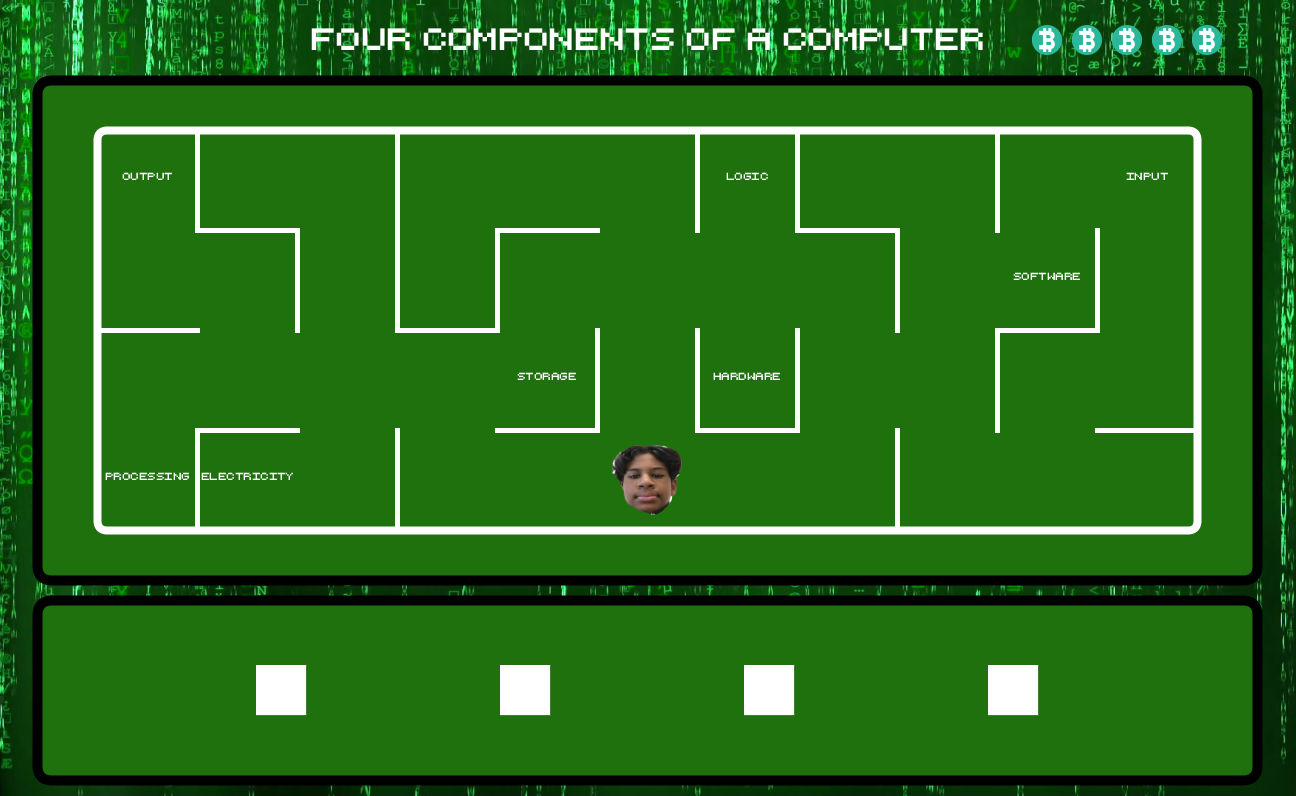 FOUR COMPONENTS OF A COMPUTER
OUTPUT
LOGIC
INPUT
SOFTWARE
STORAGE
HARDWARE
PROCESSING
ELECTRICITY